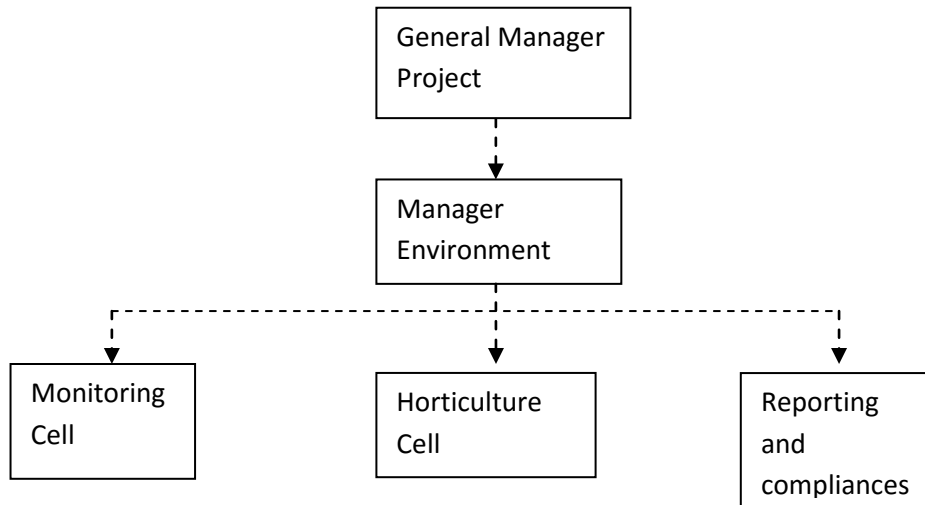 General Manager
Project
Manager
Environment
Monitoring
Cell
Horticulture
Cell
Reporting
and
compliances